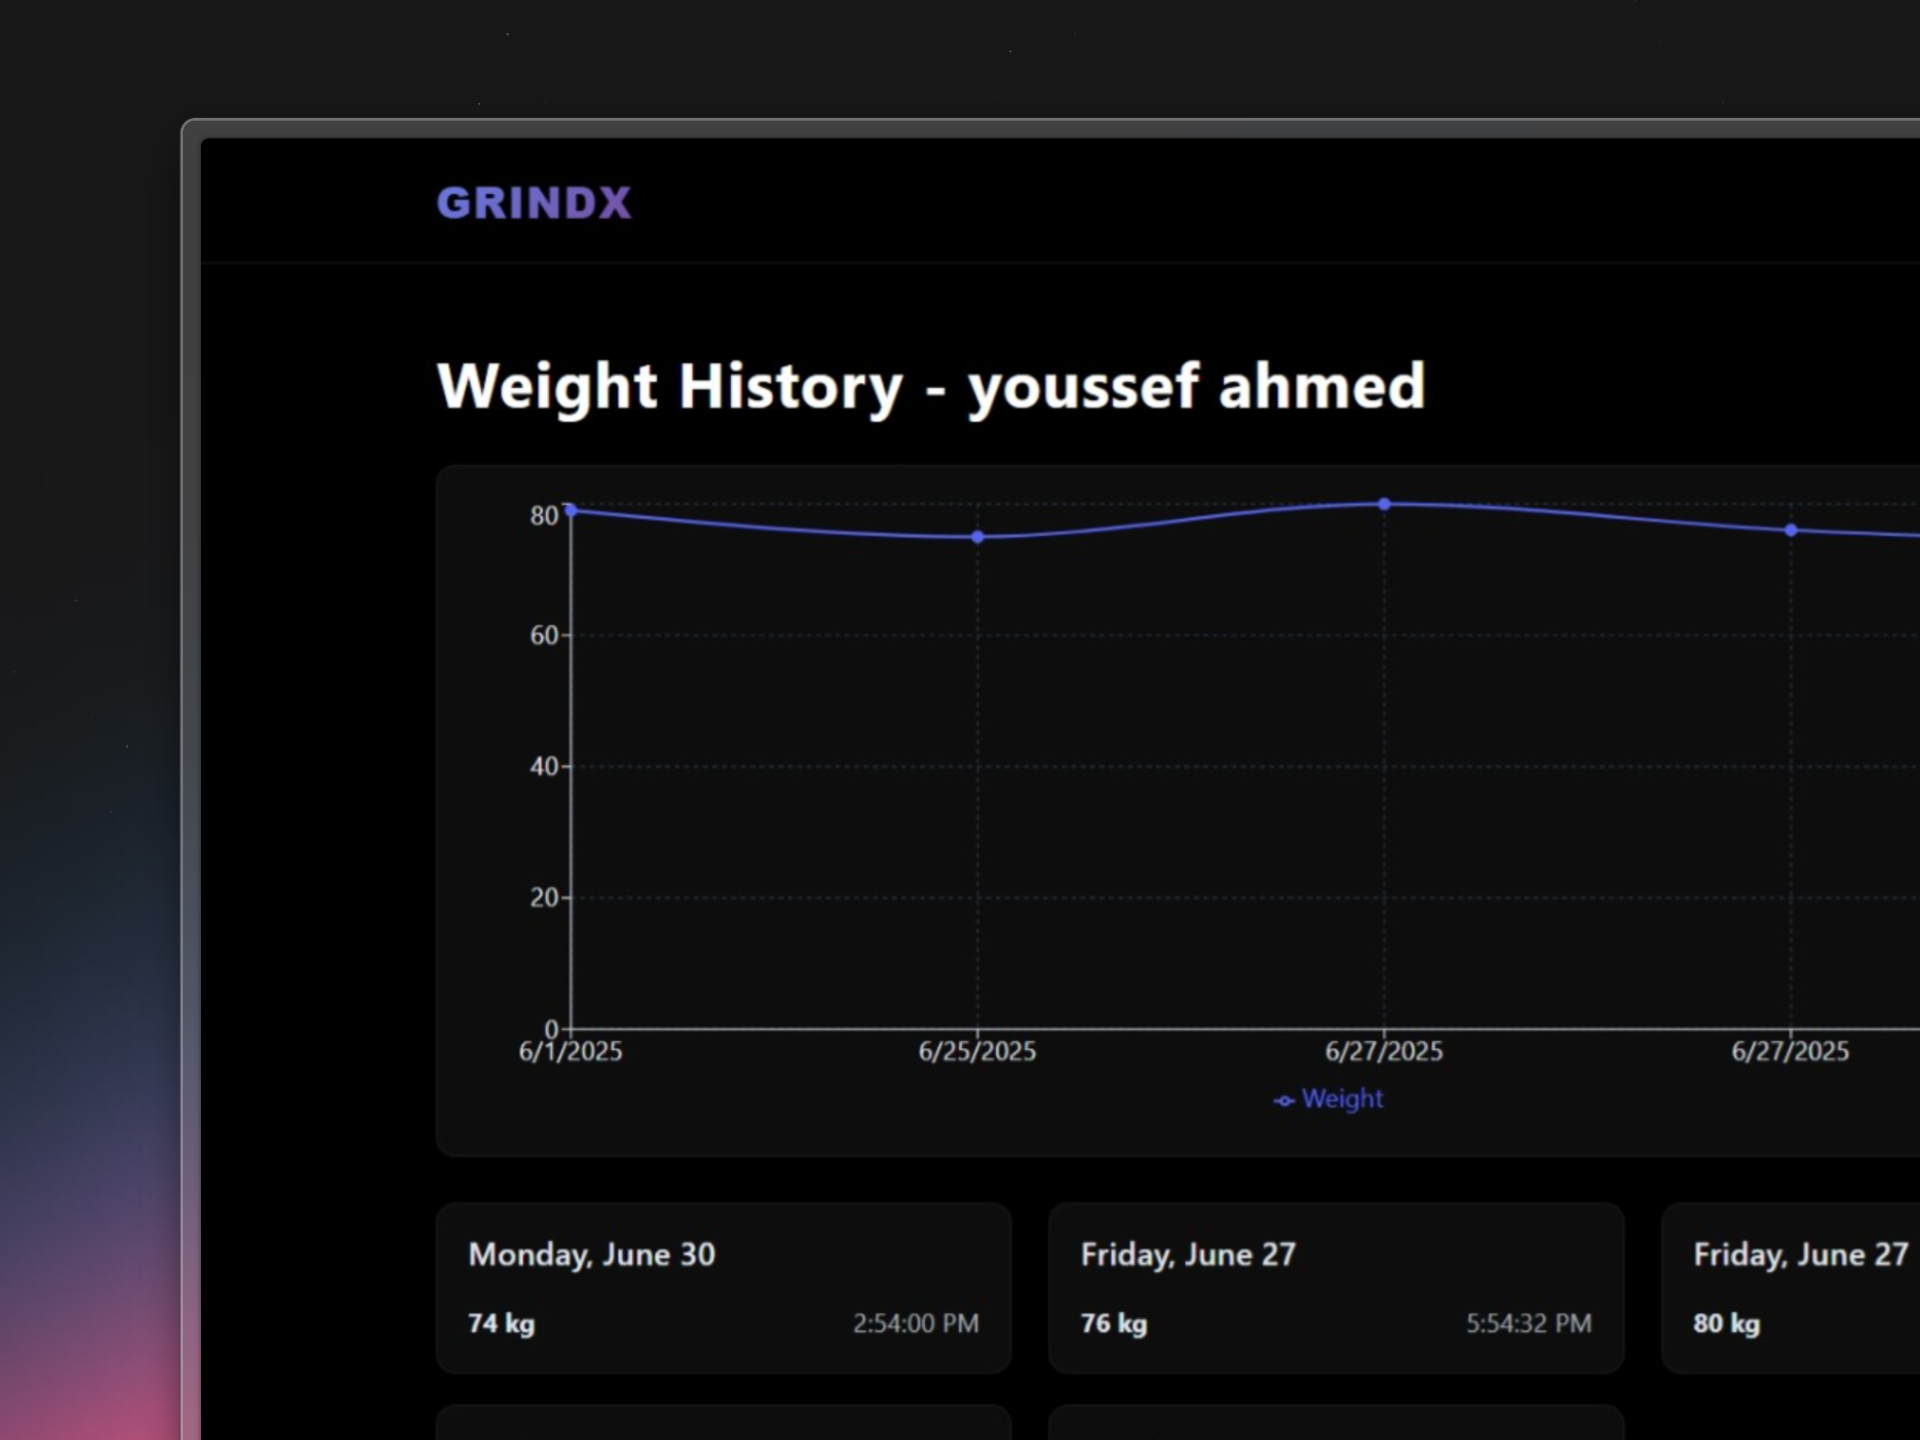 GRINDX
Weight History - youssef ahmed
80
60
40
20
0
6/1/2025 6/25/2025 6/27/2025 6/27/2025
Weight
Monday, June 30
74 kg 2:54:00 PM
Friday, June 27
76 kg 5:54:32 PM
Friday, June 27
80 kg